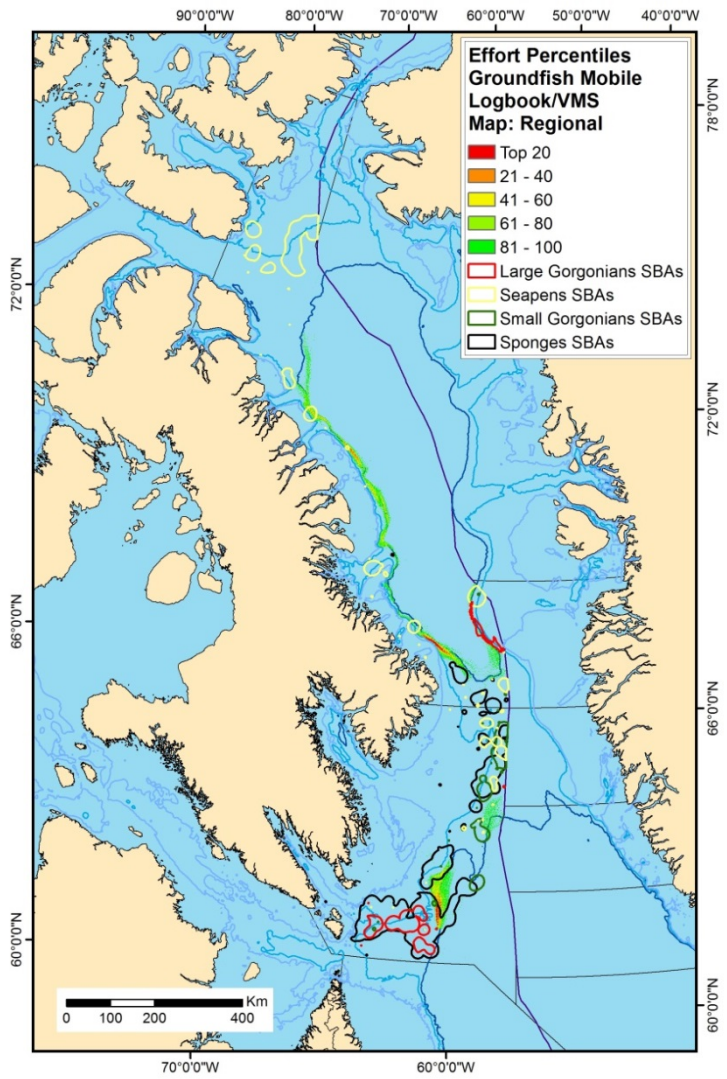 90°0'0"W 80°0'0"W 70°0'0"W 60°0'0"W 50°0'0"W 40°0'0"W
Effort Percentiles
Groundfish Mobile
Logbook/VMS
Map: Regional
Top 20
21 - 40
41 - 60
61 - 80
81 - 100
Large Gorgonians SBAs
Seapens SBAs
Small Gorgonians SBAs
Sponges SBAs
78°0'0"N
72°0'0"N
72°0'0"N
66°0'0"N
66°0'0"N
60°0'0"N
60°0'0"N
Km
0 100 200 400
70°0'0"W 60°0'0"W